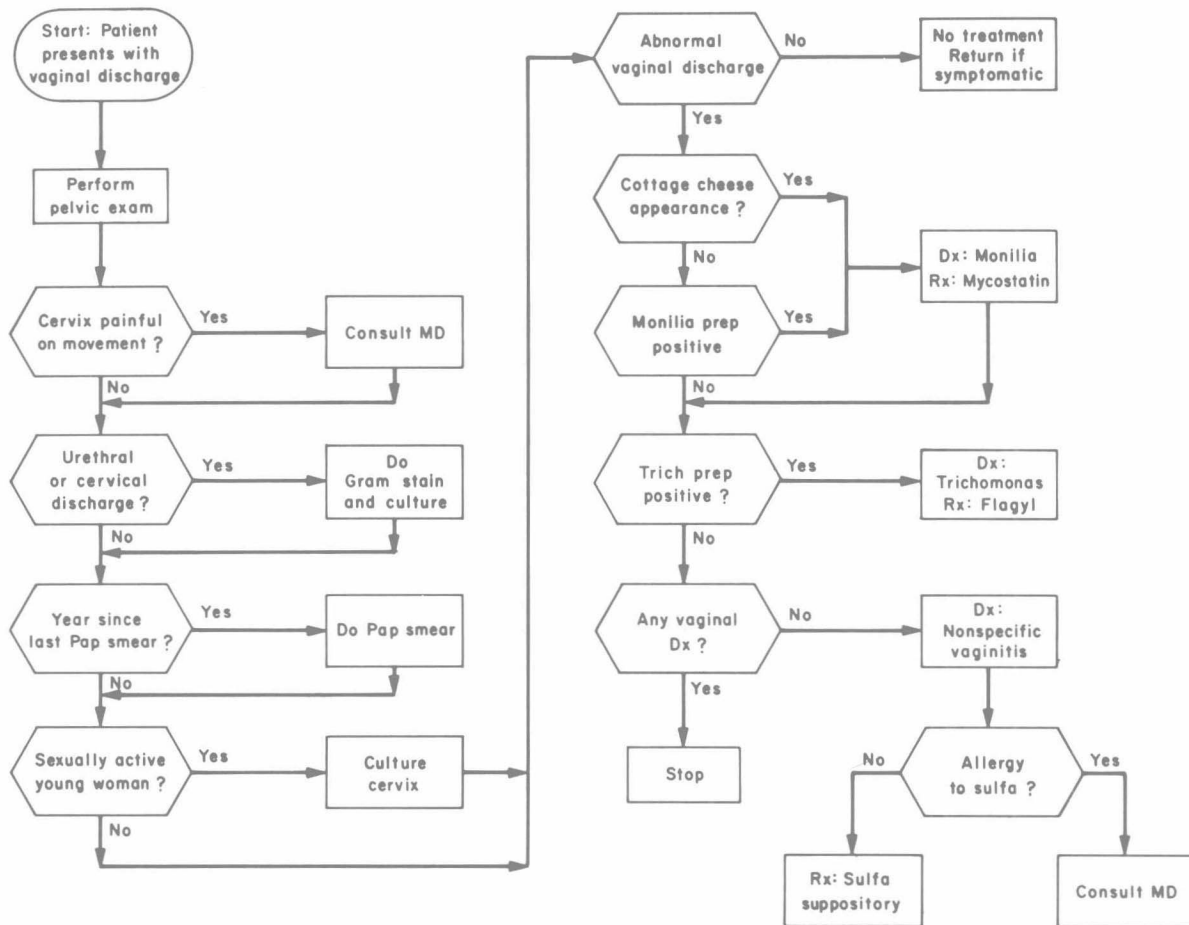 Start: Patient
presents with
vaginal discharge
Perform
pelvic exam
Cervix painful
on movement ?
Yes
Consult MD
No
Urethral
or cervical
discharge ?
Yes
Do
Gram stain
and culture
No
Year since
last Pap smear ?
Yes
Do Pap smear
No
Sexually active
young woman ?
Yes
Culture
cervix
No
Abnormal
vaginal discharge
No
No treatment
Return if
symptomatic
Yes
Cottage cheese
appearance ?
Yes
No
Dx: Monilia
Rx: Mycostatin
Monilia prep
positive
Yes
No
Trich prep
positive ?
Yes
Dx:
Trichomonas
Rx: Flagyl
No
Any vaginal
Dx ?
No
Dx:
Nonspecific
vaginitis
Yes
Stop
Allergy
to sulfa ?
No
Yes
Rx: Sulfa
suppository
Consult MD